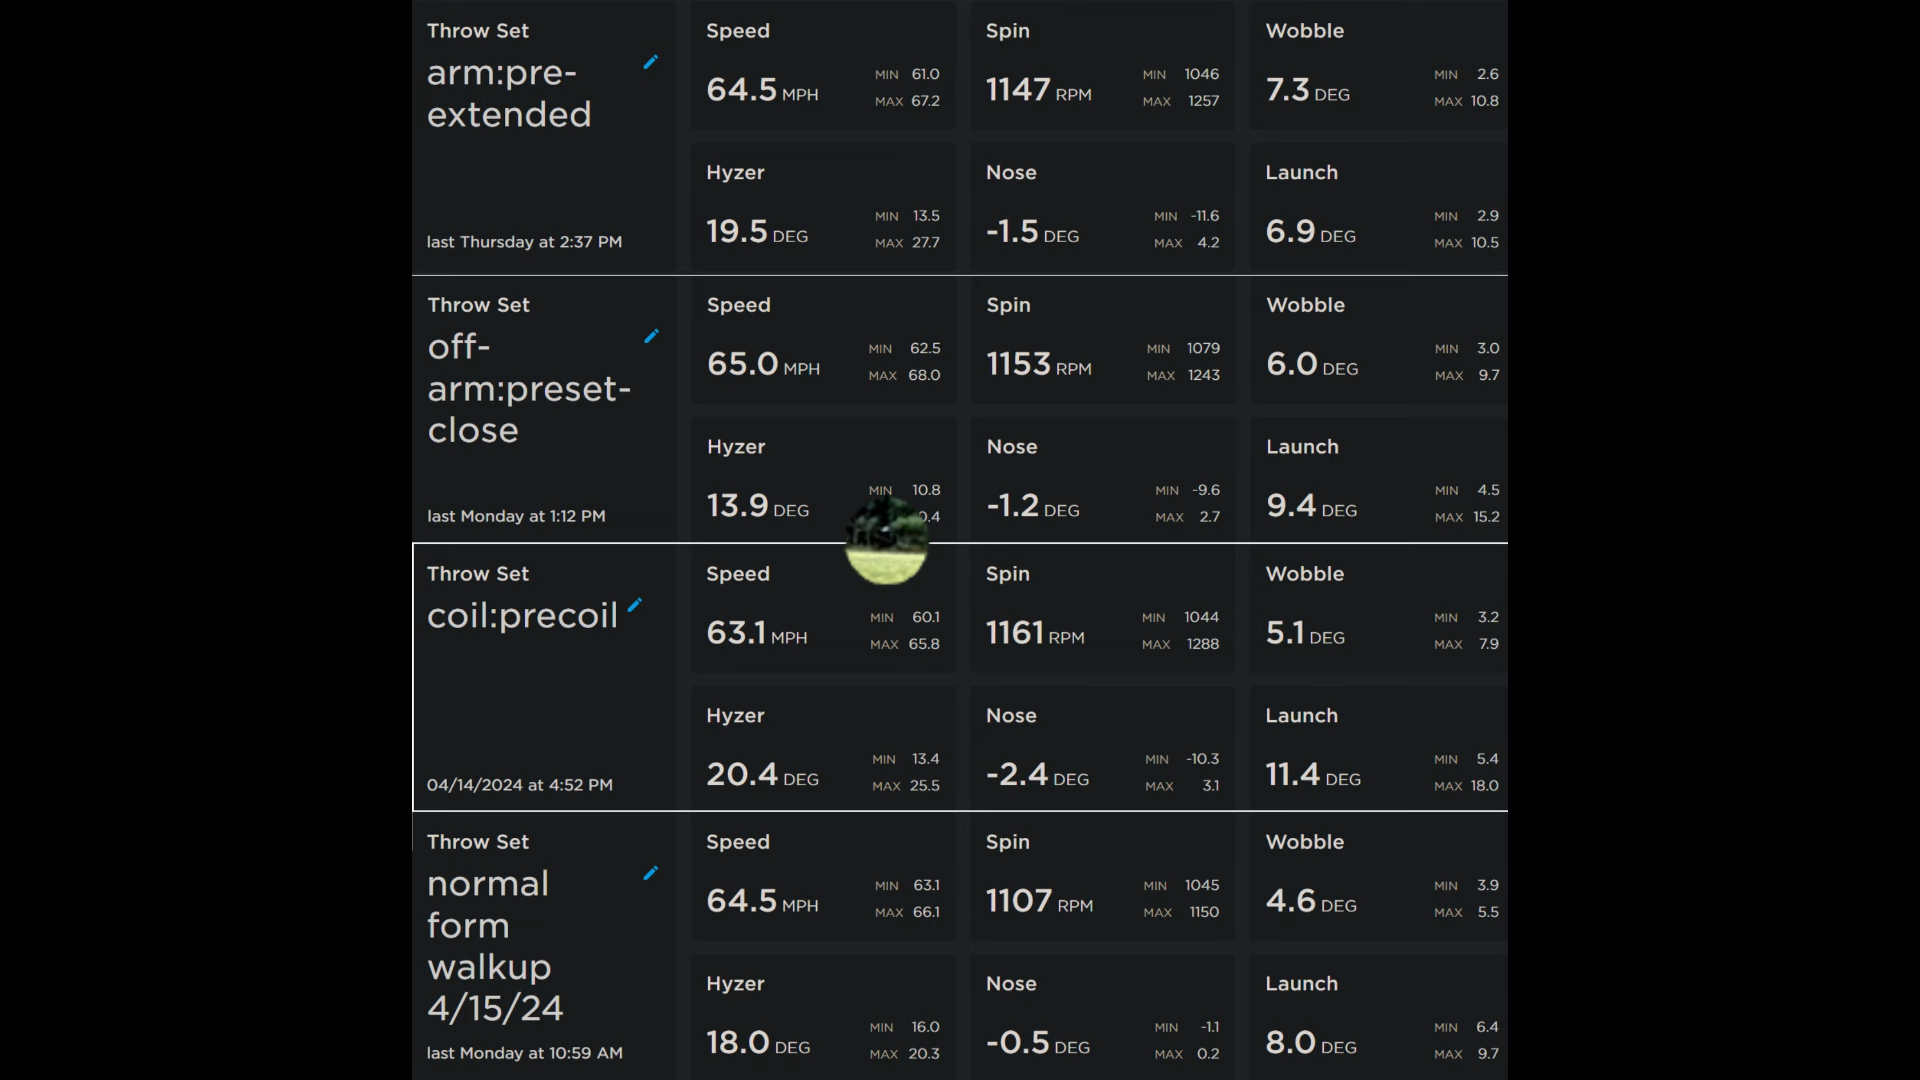 Throw Set
arm:pre-
extended
last Thursday at 2:37 PM
Speed
64.5 MPH
MIN 61.0
MAX 67.2
Spin
1147 RPM
MIN 1046
MAX 1257
Wobble
7.3 DEG
MIN 2.6
MAX 10.8
Hyzer
19.5 DEG
MIN 13.5
MAX 27.7
Nose
-1.5 DEG
MIN -11.6
MAX 4.2
Launch
6.9 DEG
MIN 2.9
MAX 10.5
Throw Set
off-
arm:preset-
close
last Monday at 1:12 PM
Speed
65.0 MPH
MIN 62.5
MAX 68.0
Spin
1153 RPM
MIN 1079
MAX 1243
Wobble
6.0 DEG
MIN 3.0
MAX 9.7
Hyzer
13.9 DEG
MIN 10.8
Nose
-1.2 DEG
MIN -9.6
MAX 2.7
Launch
9.4 DEG
MIN 4.5
MAX 15.2
Throw Set
coil:precoil
04/14/2024 at 4:52 PM
Speed
63.1 MPH
MIN 60.1
MAX 65.8
Spin
1161 RPM
MIN 1044
MAX 1288
Wobble
5.1 DEG
MIN 3.2
MAX 7.9
Hyzer
20.4 DEG
MIN 13.4
MAX 25.5
Nose
-2.4 DEG
MIN -10.3
MAX 3.1
Launch
11.4 DEG
MIN 5.4
MAX 18.0
Throw Set
normal
form
walkup
4/15/24
last Monday at 10:59 AM
Speed
64.5 MPH
MIN 63.1
MAX 66.1
Spin
1107 RPM
MIN 1045
MAX 1150
Wobble
4.6 DEG
MIN 3.9
MAX 5.5
Hyzer
18.0 DEG
MIN 16.0
MAX 20.3
Nose
-0.5 DEG
MIN -1.1
MAX 0.2
Launch
8.0 DEG
MIN 6.4
MAX 9.7